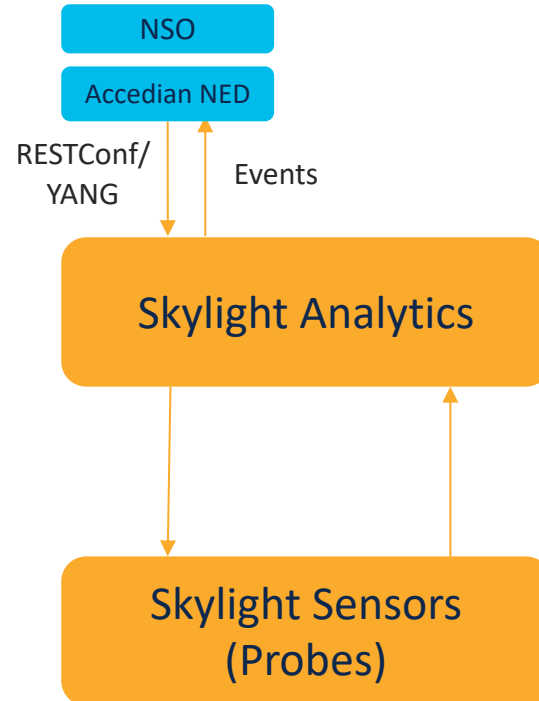 NSO
Accedian NED
RESTConf/
YANG
Events
Skylight Analytics
Skylight Sensors
(Probes)